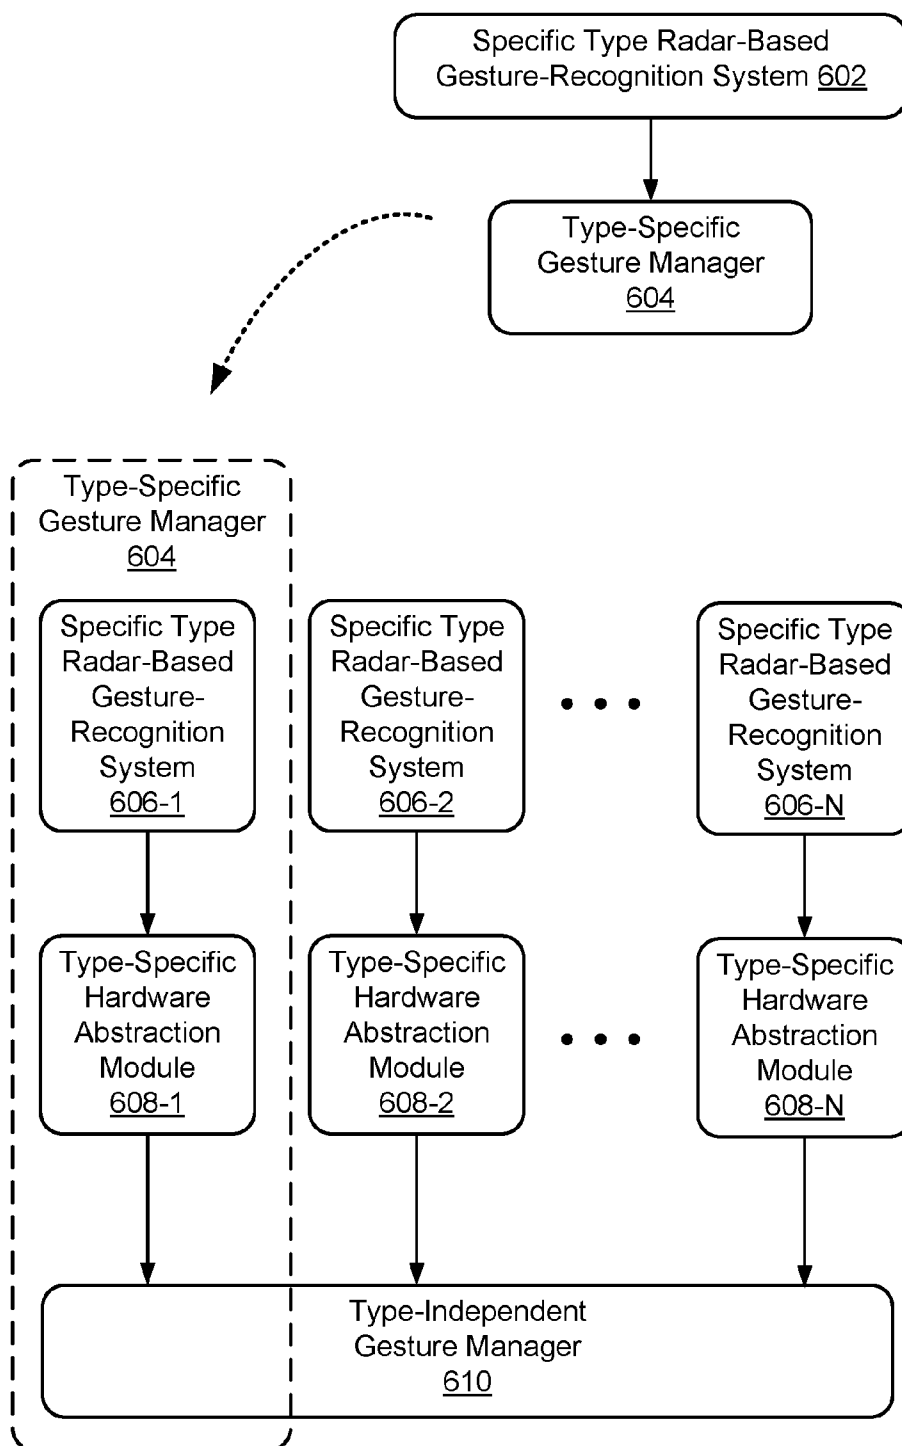 Specific Type Radar-Based
Gesture-Recognition System 602
Type-Specific
Gesture Manager
604
Type-Specific
Gesture Manager
604
Specific Type
Radar-Based
Gesture-
Recognition
System
606-1
Specific Type
Radar-Based
Gesture-
Recognition
System
606-2
Specific Type
Radar-Based
Gesture-
Recognition
System
606-N
Type-Specific
Hardware
Abstraction
Module
608-1
Type-Specific
Hardware
Abstraction
Module
608-2
Type-Specific
Hardware
Abstraction
Module
608-N
Type-Independent
Gesture Manager
610